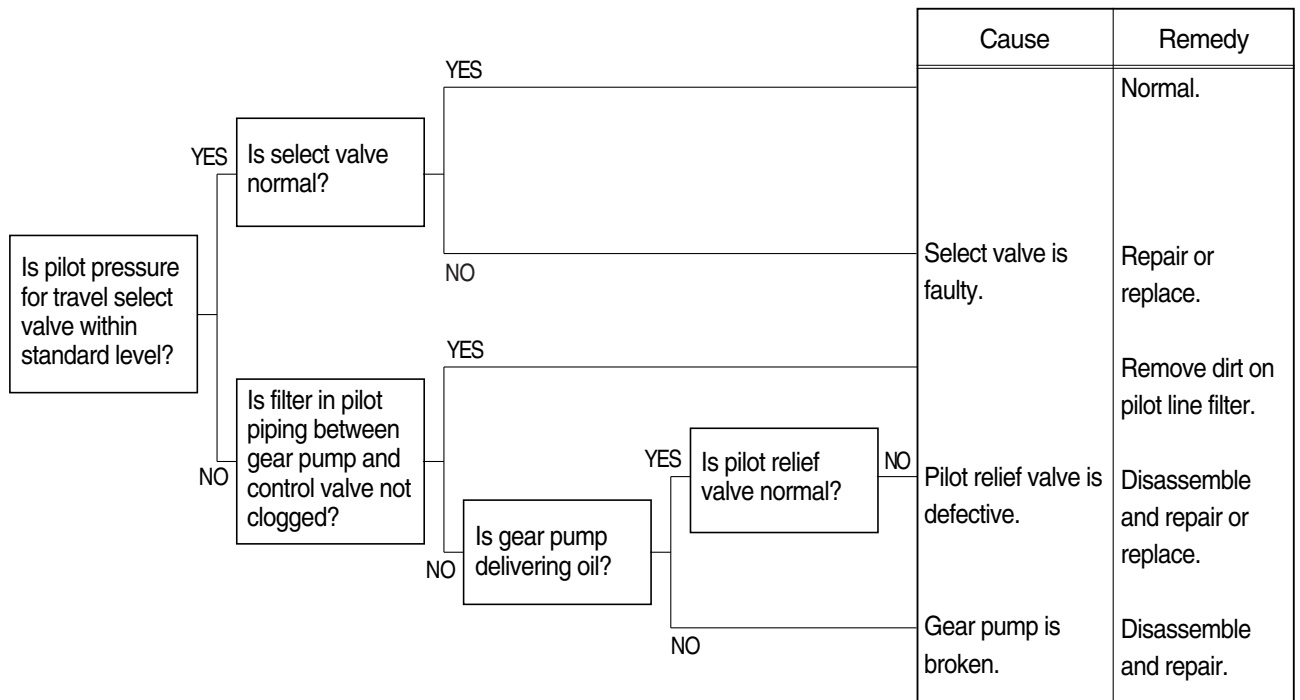 Cause
Remedy
YES
Normal.
YES
Is select valve
normal?
NO
Select valve is
faulty.
Repair or
replace.
Is pilot pressure
for travel select
valve within
standard level?
YES
Remove dirt on
pilot line filter.
NO
Is filter in pilot
piping between
gear pump and
control valve not
clogged?
YES
Is pilot relief
valve normal?
NO
Pilot relief valve is
defective.
Disassemble
and repair or
replace.
NO
Is gear pump
delivering oil?
NO
Gear pump is
broken.
Disassemble
and repair.